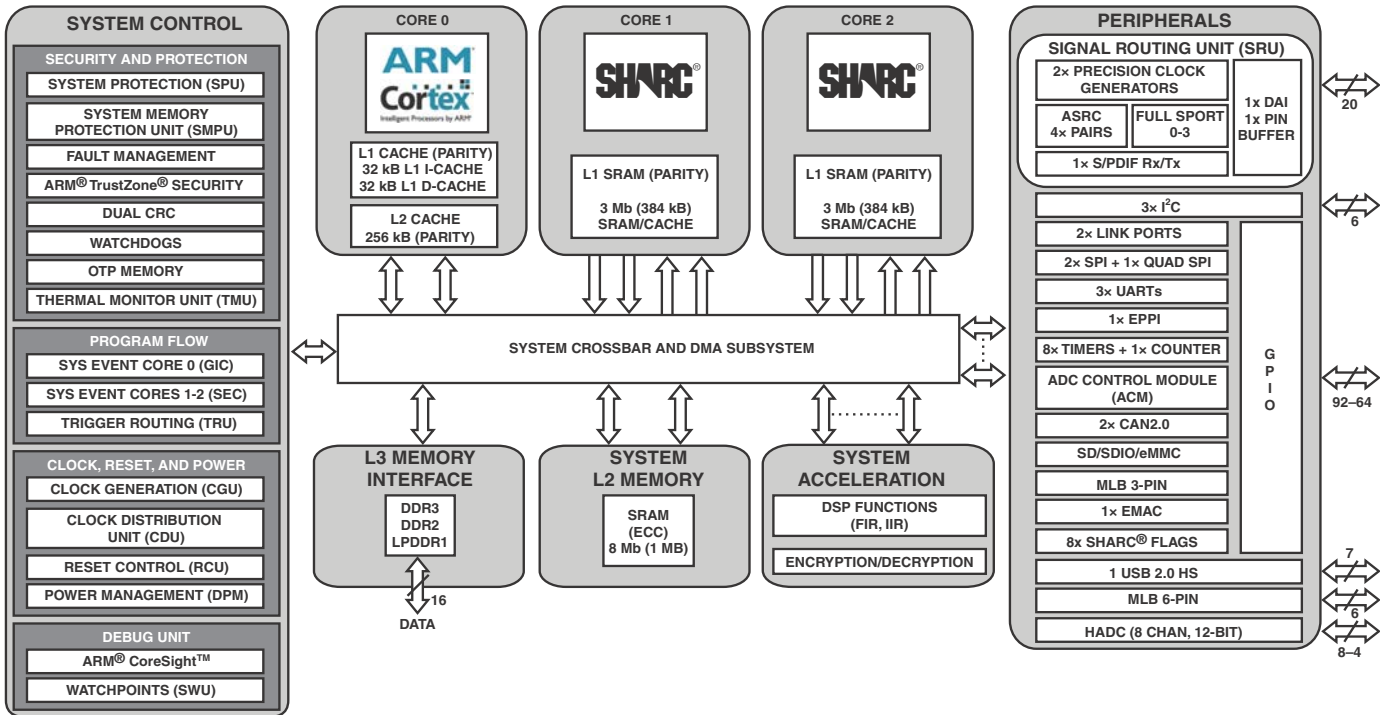 SYSTEM CONTROL
SECURITY AND PROTECTION
SYSTEM PROTECTION (SPU)
SYSTEM MEMORY
PROTECTION UNIT (SMPU)
FAULT MANAGEMENT
ARM® TrustZone® SECURITY
DUAL CRC
WATCHDOGS
OTP MEMORY
THERMAL MONITOR UNIT (TMU)
PROGRAM FLOW
SYS EVENT CORE 0 (GIC)
SYS EVENT CORES 1-2 (SEC)
TRIGGER ROUTING (TRU)
CLOCK, RESET, AND POWER
CLOCK GENERATION (CGU)
CLOCK DISTRIBUTION
UNIT (CDU)
RESET CONTROL (RCU)
POWER MANAGEMENT (DPM)
DEBUG UNIT
ARM® CoreSight™
WATCHPOINTS (SWU)
CORE 0
ARM
Cortex
Intelligent Processors by ARM®
L1 CACHE (PARITY)
32 kB L1 I-CACHE
32 kB L1 D-CACHE
L2 CACHE
256 kB (PARITY)
CORE 1
SHARC®
L1 SRAM (PARITY)
3 Mb (384 kB)
SRAM/CACHE
CORE 2
SHARC®
L1 SRAM (PARITY)
3 Mb (384 kB)
SRAM/CACHE
SYSTEM CROSSBAR AND DMA SUBSYSTEM
L3 MEMORY
INTERFACE
DDR3
DDR2
LPDDR1
16
DATA
SYSTEM
L2 MEMORY
SRAM
(ECC)
8 Mb (1 MB)
SYSTEM
ACCELERATION
DSP FUNCTIONS
(FIR, IIR)
ENCRYPTION/DECRYPTION
PERIPHERALS
SIGNAL ROUTING UNIT (SRU)
2× PRECISION CLOCK
GENERATORS
ASRC
4× PAIRS
FULL SPORT
0-3
1× S/PDIF Rx/Tx
1x DAI
1x PIN
BUFFER
20
3× I²C
6
2× LINK PORTS
2× SPI + 1× QUAD SPI
3× UARTs
1× EPPI
8× TIMERS + 1× COUNTER
ADC CONTROL MODULE
(ACM)
2× CAN2.0
SD/SDIO/eMMC
MLB 3-PIN
1× EMAC
8x SHARC® FLAGS
G
P
I
O
92–64
1 USB 2.0 HS
7
MLB 6-PIN
6
HADC (8 CHAN, 12-BIT)
8–4